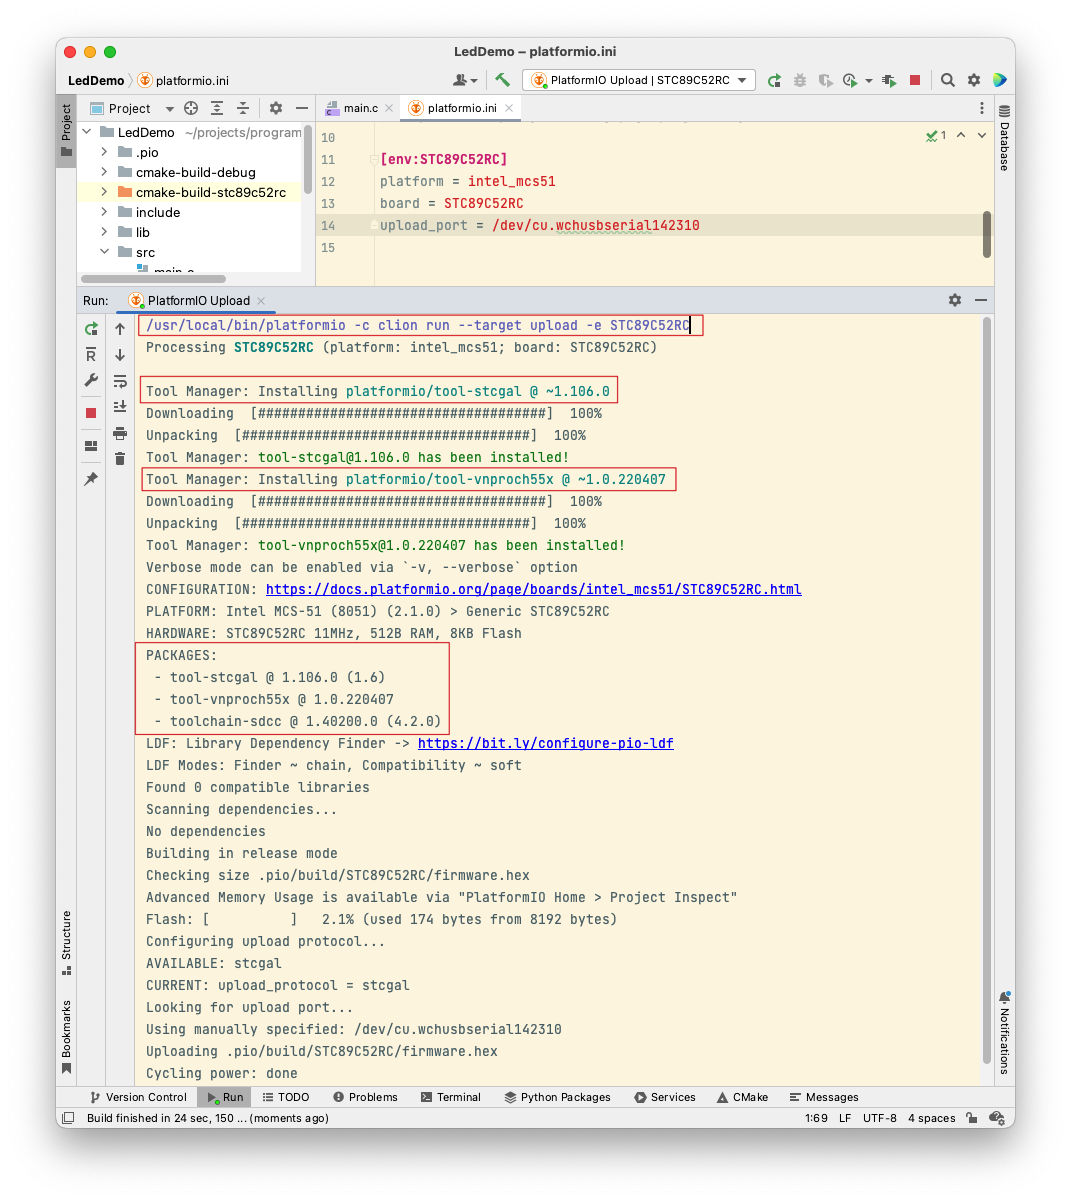 LedDemo – platformio.ini
LedDemo
platformio.ini
PlatformIO Upload | STC89C52RC
Project
Project
main.c
platformio.ini
Database
LedDemo ~/projects/program
.pio
cmake-build-debug
cmake-build-stc89c52rc
include
lib
src
main.c
1
10
11 [env:STC89C52RC]
12 platform = intel_mcs51
13 board = STC89C52RC
14 upload_port = /dev/cu.wchusbserial142310
15
Run: PlatformIO Upload
/usr/local/bin/platformio -c clion run --target upload -e STC89C52RC
Processing STC89C52RC (platform: intel_mcs51; board: STC89C52RC)
Tool Manager: Installing platformio/tool-stcgal @ ~1.106.0
Downloading  [####################################]  100%
Unpacking  [####################################]  100%
Tool Manager: tool-stcgal@1.106.0 has been installed!
Tool Manager: Installing platformio/tool-vnproch55x @ ~1.0.220407
Downloading  [####################################]  100%
Unpacking  [####################################]  100%
Tool Manager: tool-vnproch55x@1.0.220407 has been installed!
Verbose mode can be enabled via `-v, --verbose` option
CONFIGURATION: https://docs.platformio.org/page/boards/intel_mcs51/STC89C52RC.html
PLATFORM: Intel MCS-51 (8051) (2.1.0) > Generic STC89C52RC
HARDWARE: STC89C52RC 11MHz, 512B RAM, 8KB Flash
PACKAGES:
- tool-stcgal @ 1.106.0 (1.6)
- tool-vnproch55x @ 1.0.220407
- toolchain-sdcc @ 1.40200.0 (4.2.0)
LDF: Library Dependency Finder -> https://bit.ly/configure-pio-ldf
LDF Modes: Finder ~ chain, Compatibility ~ soft
Found 0 compatible libraries
Scanning dependencies...
No dependencies
Building in release mode
Checking size .pio/build/STC89C52RC/firmware.hex
Advanced Memory Usage is available via "PlatformIO Home > Project Inspect"
Flash: [          ]   2.1% (used 174 bytes from 8192 bytes)
Configuring upload protocol...
AVAILABLE: stcgal
CURRENT: upload_protocol = stcgal
Looking for upload port...
Using manually specified: /dev/cu.wchusbserial142310
Uploading .pio/build/STC89C52RC/firmware.hex
Cycling power: done
Structure
Bookmarks
Notifications
Version Control
Run
TODO
Problems
Terminal
Python Packages
Services
CMake
Messages
Build finished in 24 sec, 150 ... (moments ago)
1:69 LF UTF-8 4 spaces